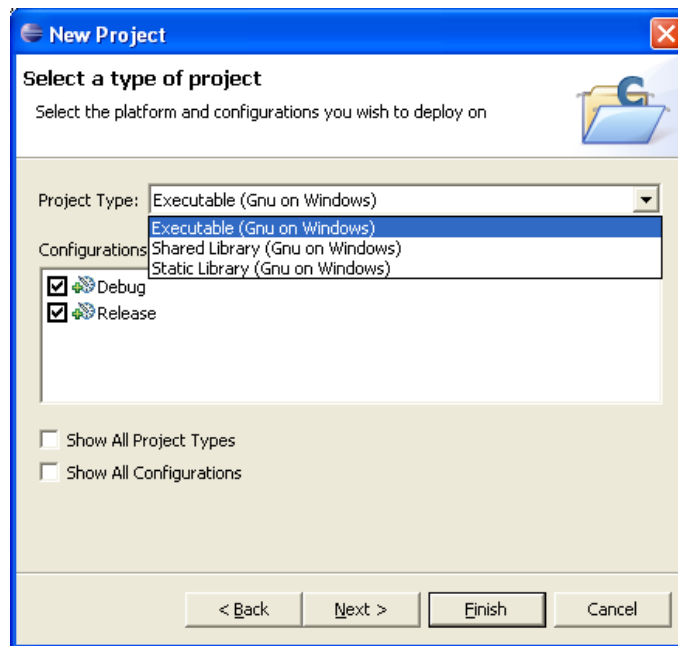 New Project
Select a type of project
Select the platform and configurations you wish to deploy on
Project Type: Executable (Gnu on Windows)
Executable (Gnu on Windows)
Configurations Shared Library (Gnu on Windows)
Static Library (Gnu on Windows)
Debug
Release
Show All Project Types
Show All Configurations
< Back Next > Finish Cancel